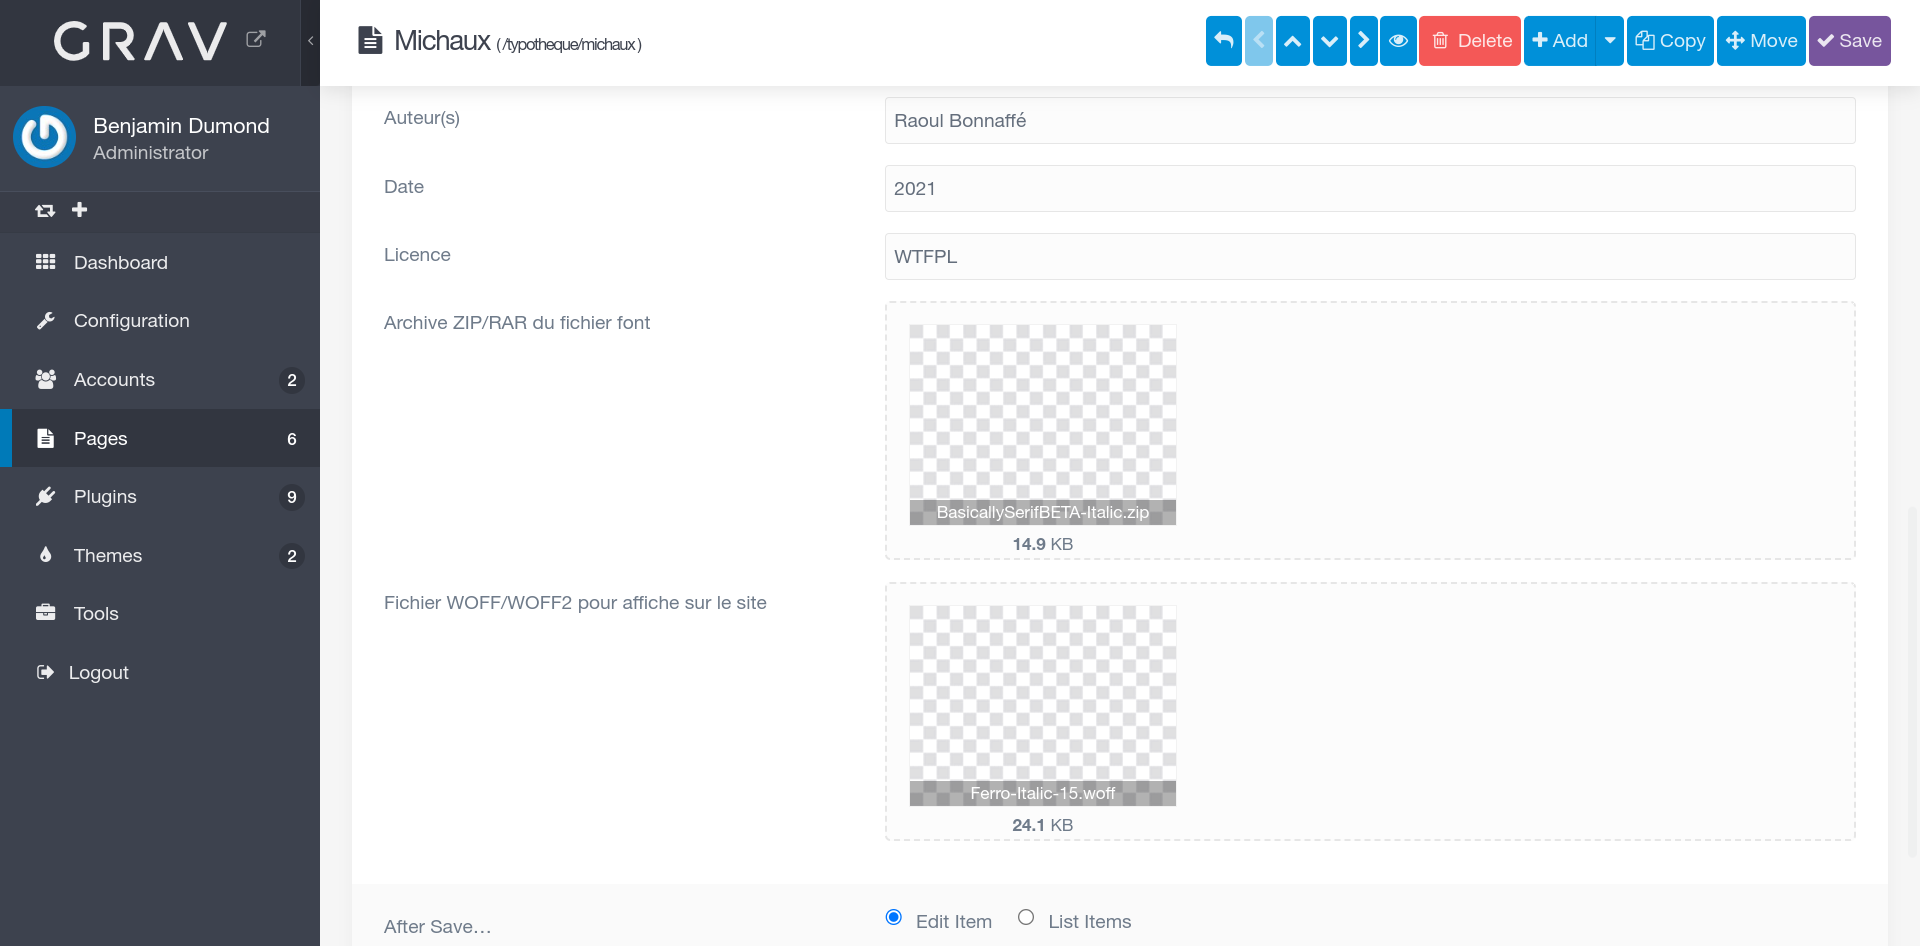 GRAV
Michaux ( /typotheque/michaux )
Delete
Add
Copy
Move
Save
Benjamin Dumond
Administrator
Dashboard
Configuration
Accounts 2
Pages 6
Plugins 9
Themes 2
Tools
Logout
Auteur(s)
Raoul Bonnaffé
Date
2021
Licence
WTFPL
Archive ZIP/RAR du fichier font
BasicallySerifBETA-Italic.zip
14.9 KB
Fichier WOFF/WOFF2 pour affiche sur le site
Ferro-Italic-15.woff
24.1 KB
After Save...
Edit Item
List Items